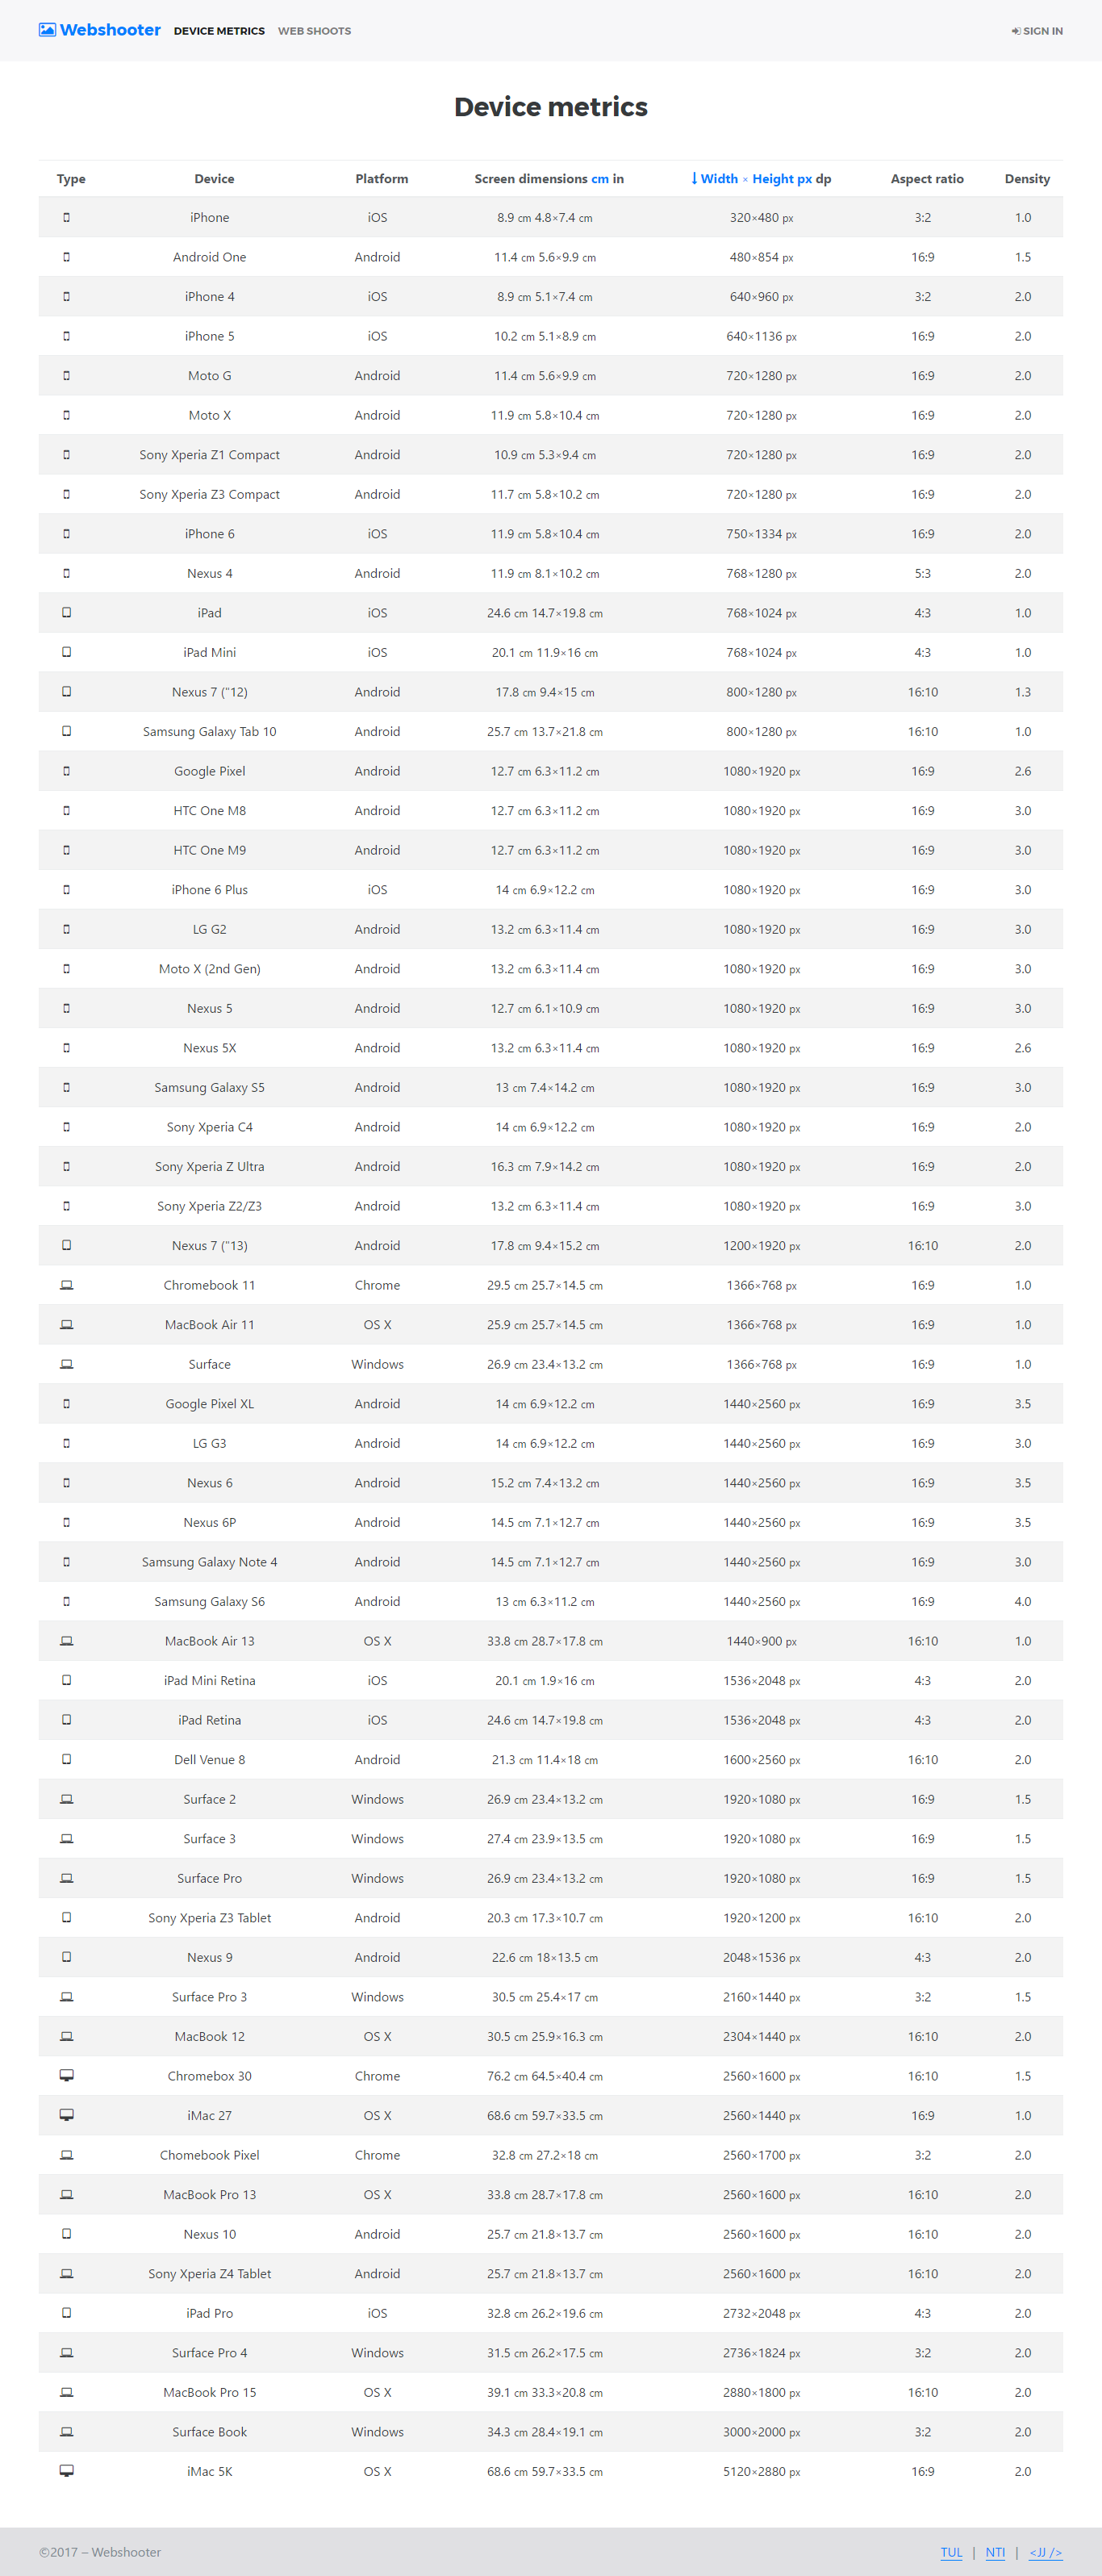 Webshooter DEVICE METRICS WEB SHOOTS SIGN IN
Device metrics
Type Device Platform Screen dimensions cm in ↓ Width × Height px dp Aspect ratio Density
iPhone iOS 8.9 cm 4.8×7.4 cm 320×480 px 3:2 1.0
Android One Android 11.4 cm 5.6×9.9 cm 480×854 px 16:9 1.5
iPhone 4 iOS 8.9 cm 5.1×7.4 cm 640×960 px 3:2 2.0
iPhone 5 iOS 10.2 cm 5.1×8.9 cm 640×1136 px 16:9 2.0
Moto G Android 11.4 cm 5.6×9.9 cm 720×1280 px 16:9 2.0
Moto X Android 11.9 cm 5.8×10.4 cm 720×1280 px 16:9 2.0
Sony Xperia Z1 Compact Android 10.9 cm 5.3×9.4 cm 720×1280 px 16:9 2.0
Sony Xperia Z3 Compact Android 11.7 cm 5.8×10.2 cm 720×1280 px 16:9 2.0
iPhone 6 iOS 11.9 cm 5.8×10.4 cm 750×1334 px 16:9 2.0
Nexus 4 Android 11.9 cm 8.1×10.2 cm 768×1280 px 5:3 2.0
iPad iOS 24.6 cm 14.7×19.8 cm 768×1024 px 4:3 1.0
iPad Mini iOS 20.1 cm 11.9×16 cm 768×1024 px 4:3 1.0
Nexus 7 (“12) Android 17.8 cm 9.4×15 cm 800×1280 px 16:10 1.3
Samsung Galaxy Tab 10 Android 25.7 cm 13.7×21.8 cm 800×1280 px 16:10 1.0
Google Pixel Android 12.7 cm 6.3×11.2 cm 1080×1920 px 16:9 2.6
HTC One M8 Android 12.7 cm 6.3×11.2 cm 1080×1920 px 16:9 3.0
HTC One M9 Android 12.7 cm 6.3×11.2 cm 1080×1920 px 16:9 3.0
iPhone 6 Plus iOS 14 cm 6.9×12.2 cm 1080×1920 px 16:9 3.0
LG G2 Android 13.2 cm 6.3×11.4 cm 1080×1920 px 16:9 3.0
Moto X (2nd Gen) Android 13.2 cm 6.3×11.4 cm 1080×1920 px 16:9 3.0
Nexus 5 Android 12.7 cm 6.1×10.9 cm 1080×1920 px 16:9 3.0
Nexus 5X Android 13.2 cm 6.3×11.4 cm 1080×1920 px 16:9 2.6
Samsung Galaxy S5 Android 13 cm 7.4×14.2 cm 1080×1920 px 16:9 3.0
Sony Xperia C4 Android 14 cm 6.9×12.2 cm 1080×1920 px 16:9 2.0
Sony Xperia Z Ultra Android 16.3 cm 7.9×14.2 cm 1080×1920 px 16:9 2.0
Sony Xperia Z2/Z3 Android 13.2 cm 6.3×11.4 cm 1080×1920 px 16:9 3.0
Nexus 7 (“13) Android 17.8 cm 9.4×15.2 cm 1200×1920 px 16:10 2.0
Chromebook 11 Chrome 29.5 cm 25.7×14.5 cm 1366×768 px 16:9 1.0
MacBook Air 11 OS X 25.9 cm 25.7×14.5 cm 1366×768 px 16:9 1.0
Surface Windows 26.9 cm 23.4×13.2 cm 1366×768 px 16:9 1.0
Google Pixel XL Android 14 cm 6.9×12.2 cm 1440×2560 px 16:9 3.5
LG G3 Android 14 cm 6.9×12.2 cm 1440×2560 px 16:9 3.0
Nexus 6 Android 15.2 cm 7.4×13.2 cm 1440×2560 px 16:9 3.5
Nexus 6P Android 14.5 cm 7.1×12.7 cm 1440×2560 px 16:9 3.5
Samsung Galaxy Note 4 Android 14.5 cm 7.1×12.7 cm 1440×2560 px 16:9 3.0
Samsung Galaxy S6 Android 13 cm 6.3×11.2 cm 1440×2560 px 16:9 4.0
MacBook Air 13 OS X 33.8 cm 28.7×17.8 cm 1440×900 px 16:10 1.0
iPad Mini Retina iOS 20.1 cm 1.9×16 cm 1536×2048 px 4:3 2.0
iPad Retina iOS 24.6 cm 14.7×19.8 cm 1536×2048 px 4:3 2.0
Dell Venue 8 Android 21.3 cm 11.4×18 cm 1600×2560 px 16:10 2.0
Surface 2 Windows 26.9 cm 23.4×13.2 cm 1920×1080 px 16:9 1.5
Surface 3 Windows 27.4 cm 23.9×13.5 cm 1920×1080 px 16:9 1.5
Surface Pro Windows 26.9 cm 23.4×13.2 cm 1920×1080 px 16:9 1.5
Sony Xperia Z3 Tablet Android 20.3 cm 17.3×10.7 cm 1920×1200 px 16:10 2.0
Nexus 9 Android 22.6 cm 18×13.5 cm 2048×1536 px 4:3 2.0
Surface Pro 3 Windows 30.5 cm 25.4×17 cm 2160×1440 px 3:2 1.5
MacBook 12 OS X 30.5 cm 25.9×16.3 cm 2304×1440 px 16:10 2.0
Chromebox 30 Chrome 76.2 cm 64.5×40.4 cm 2560×1600 px 16:10 1.5
iMac 27 OS X 68.6 cm 59.7×33.5 cm 2560×1440 px 16:9 1.0
Chomebook Pixel Chrome 32.8 cm 27.2×18 cm 2560×1700 px 3:2 2.0
MacBook Pro 13 OS X 33.8 cm 28.7×17.8 cm 2560×1600 px 16:10 2.0
Nexus 10 Android 25.7 cm 21.8×13.7 cm 2560×1600 px 16:10 2.0
Sony Xperia Z4 Tablet Android 25.7 cm 21.8×13.7 cm 2560×1600 px 16:10 2.0
iPad Pro iOS 32.8 cm 26.2×19.6 cm 2732×2048 px 4:3 2.0
Surface Pro 4 Windows 31.5 cm 26.2×17.5 cm 2736×1824 px 3:2 2.0
MacBook Pro 15 OS X 39.1 cm 33.3×20.8 cm 2880×1800 px 16:10 2.0
Surface Book Windows 34.3 cm 28.4×19.1 cm 3000×2000 px 3:2 2.0
iMac 5K OS X 68.6 cm 59.7×33.5 cm 5120×2880 px 16:9 2.0
©2017 – Webshooter TUL | NTI | <JJ />